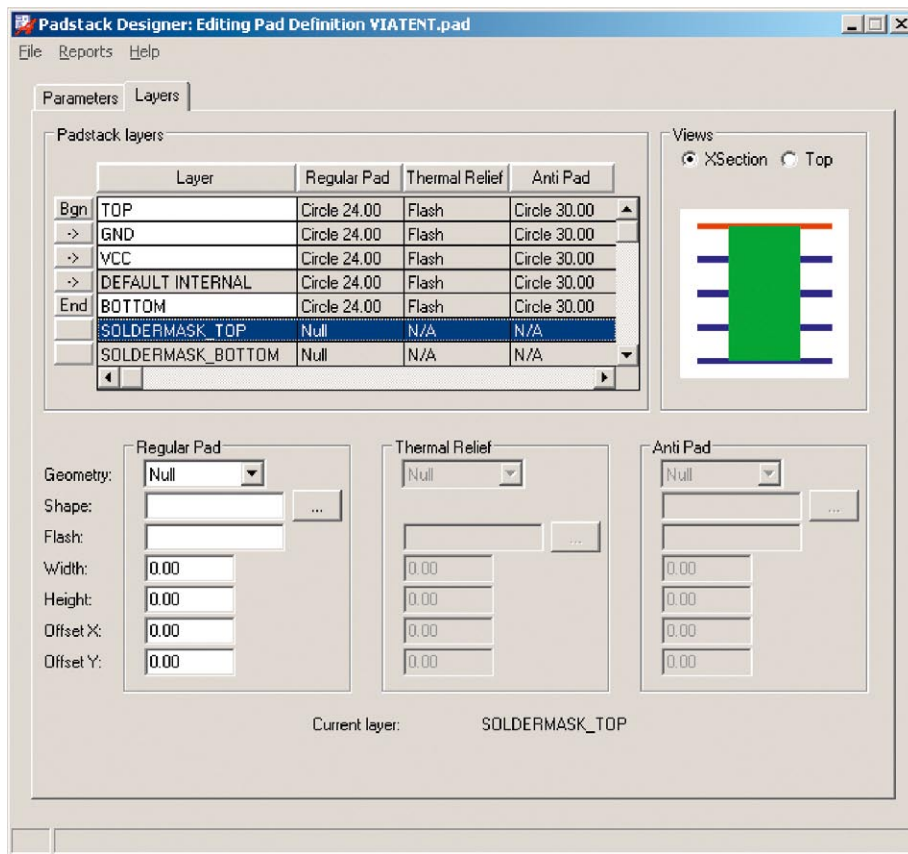 Padstack Designer: Editing Pad Definition VIATENT.pad
File Reports Help
Parameters Layers
Padstack layers
Views
XSection Top
Layer Regular Pad Thermal Relief Anti Pad
Bgn TOP Circle 24.00 Flash Circle 30.00
-> GND Circle 24.00 Flash Circle 30.00
-> VCC Circle 24.00 Flash Circle 30.00
-> DEFAULT INTERNAL Circle 24.00 Flash Circle 30.00
End BOTTOM Circle 24.00 Flash Circle 30.00
SOLDERMASK_TOP Null N/A N/A
SOLDERMASK_BOTTOM Null N/A N/A
Regular Pad Thermal Relief Anti Pad
Geometry: Null Null Null
Shape: ... ...
Flash: ...
Width: 0.00 0.00 0.00
Height: 0.00 0.00 0.00
Offset X: 0.00 0.00 0.00
Offset Y: 0.00 0.00 0.00
Current layer: SOLDERMASK_TOP